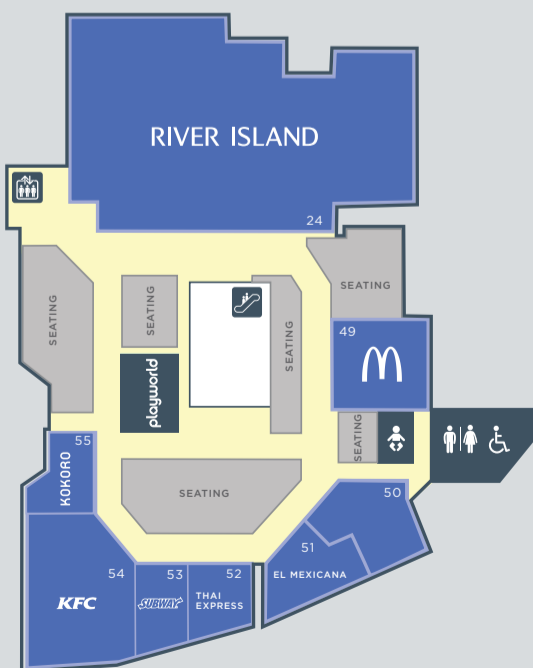 RIVER ISLAND
24
SEATING
SEATING
SEATING
SEATING
49
playworld
SEATING
55
KOKORO
SEATING
50
51
EL MEXICANA
54
KFC
53
SUBWAY
52
THAI
EXPRESS